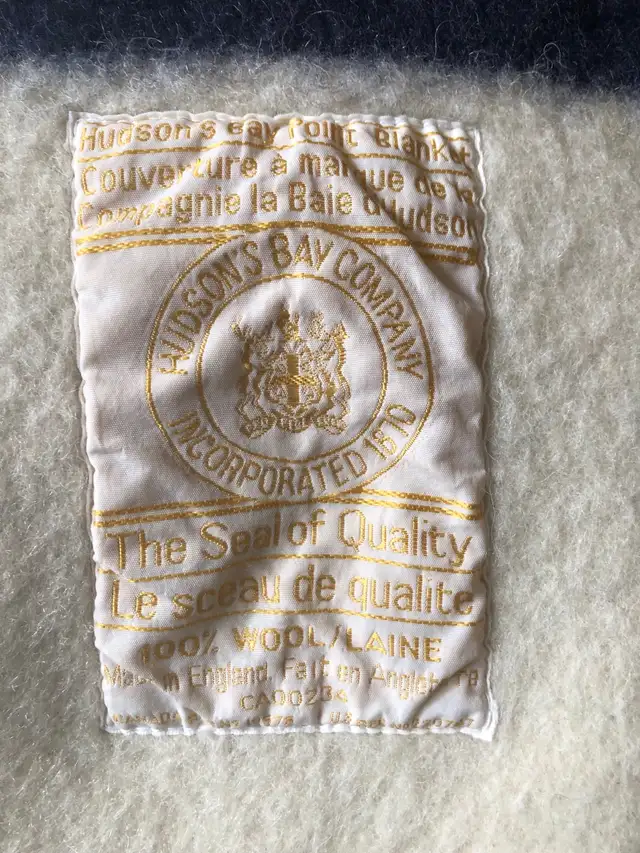 Hudson's Bay Point Blanket
Couverture à marque de la
Compagnie la Baie d'Hudson
HUDSON'S BAY COMPANY
INCORPORATED 1670
The Seal of Quality
Le sceau de qualite
100% WOOL/LAINE
Made in England. Fait en Angleterre
CA00234